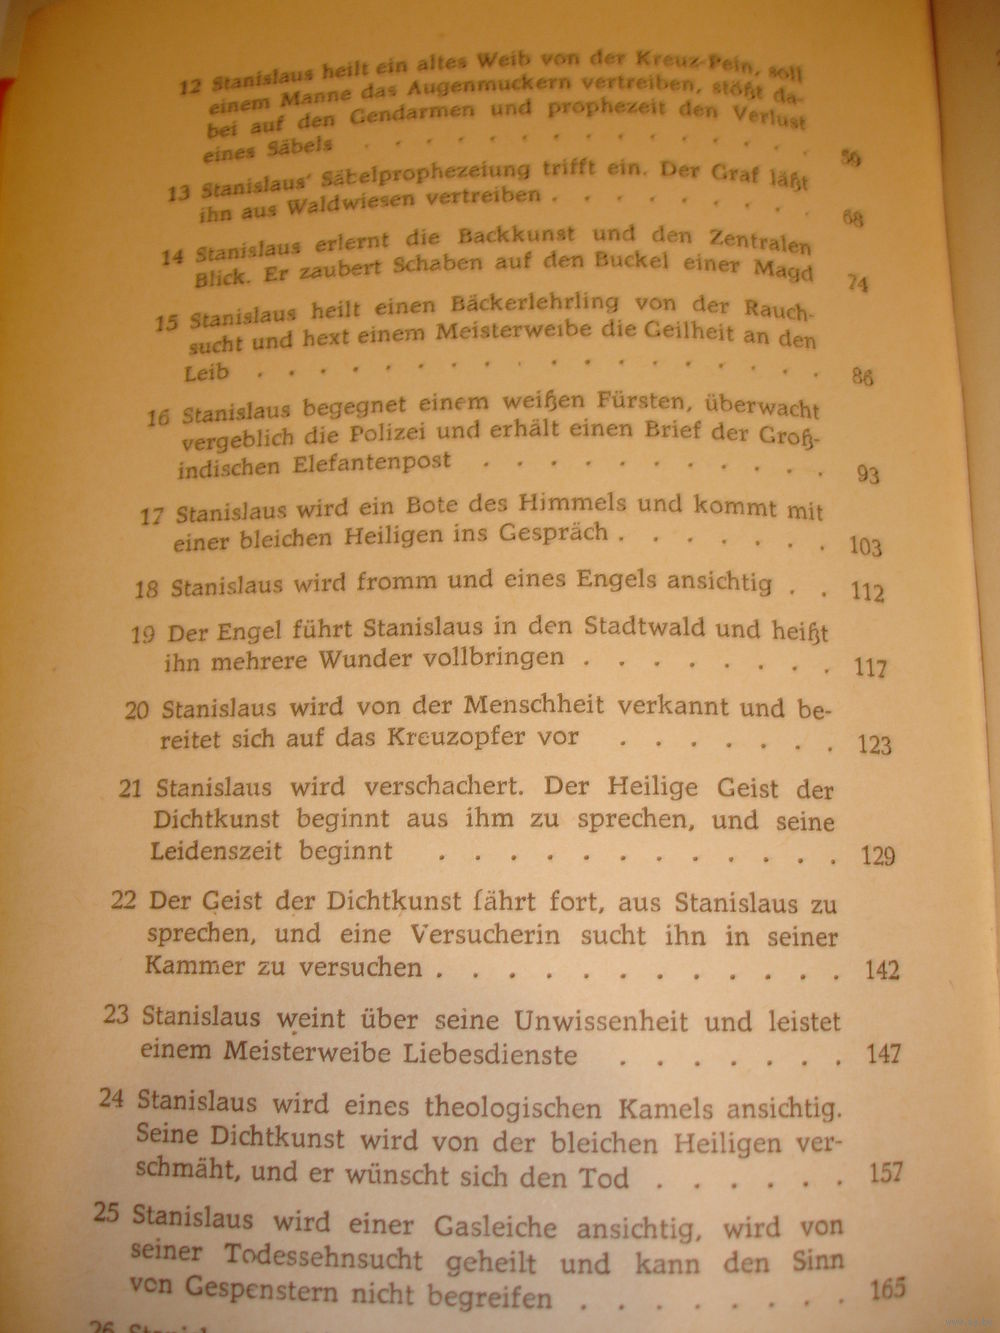 12 Stanislaus heilt ein altes Weib von der Kreuz-Pein, soll
einem Manne das Augenmuckern vertreiben, stößt da-
bei auf den Gendarmen und prophezeit den Verlust
eines Säbels . . . . . . . . . . . . . . 59
13 Stanislaus' Säbelprophezeiung trifft ein. Der Graf läßt
ihn aus Waldwiesen vertreiben . . . . . . . . . 68
14 Stanislaus erlernt die Backkunst und den Zentralen
Blick. Er zaubert Schaben auf den Buckel einer Magd 74
15 Stanislaus heilt einen Bäckerlehrling von der Rauch-
sucht und hext einem Meisterweibe die Geilheit an den
Leib . . . . . . . . . . . . . . . . . . 86
16 Stanislaus begegnet einem weißen Fürsten, überwacht
vergeblich die Polizei und erhält einen Brief der Groß-
indischen Elefantenpost . . . . . . . . . . . 93
17 Stanislaus wird ein Bote des Himmels und kommt mit
einer bleichen Heiligen ins Gespräch . . . . . . . 103
18 Stanislaus wird fromm und eines Engels ansichtig . . 112
19 Der Engel führt Stanislaus in den Stadtwald und heißt
ihn mehrere Wunder vollbringen . . . . . . . . 117
20 Stanislaus wird von der Menschheit verkannt und be-
reitet sich auf das Kreuzopfer vor . . . . . . . 123
21 Stanislaus wird verschachert. Der Heilige Geist der
Dichtkunst beginnt aus ihm zu sprechen, und seine
Leidenszeit beginnt . . . . . . . . . . . . 129
22 Der Geist der Dichtkunst fährt fort, aus Stanislaus zu
sprechen, und eine Versucherin sucht ihn in seiner
Kammer zu versuchen . . . . . . . . . . . . 142
23 Stanislaus weint über seine Unwissenheit und leistet
einem Meisterweibe Liebesdienste . . . . . . . 147
24 Stanislaus wird eines theologischen Kamels ansichtig.
Seine Dichtkunst wird von der bleichen Heiligen ver-
schmäht, und er wünscht sich den Tod . . . . . . 157
25 Stanislaus wird einer Gasleiche ansichtig, wird von
seiner Todessehnsucht geheilt und kann den Sinn
von Gespenstern nicht begreifen . . . . . . . . 165
26